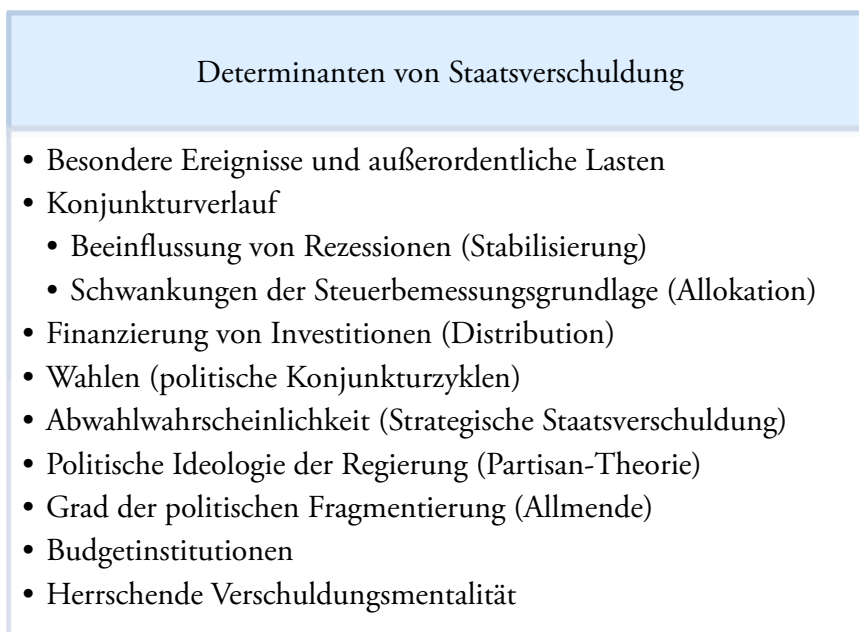 Determinanten von Staatsverschuldung
• Besondere Ereignisse und außerordentliche Lasten
• Konjunkturverlauf
• Beeinflussung von Rezessionen (Stabilisierung)
• Schwankungen der Steuerbemessungsgrundlage (Allokation)
• Finanzierung von Investitionen (Distribution)
• Wahlen (politische Konjunkturzyklen)
• Abwahlwahrscheinlichkeit (Strategische Staatsverschuldung)
• Politische Ideologie der Regierung (Partisan-Theorie)
• Grad der politischen Fragmentierung (Allmende)
• Budgetinstitutionen
• Herrschende Verschuldungsmentalität